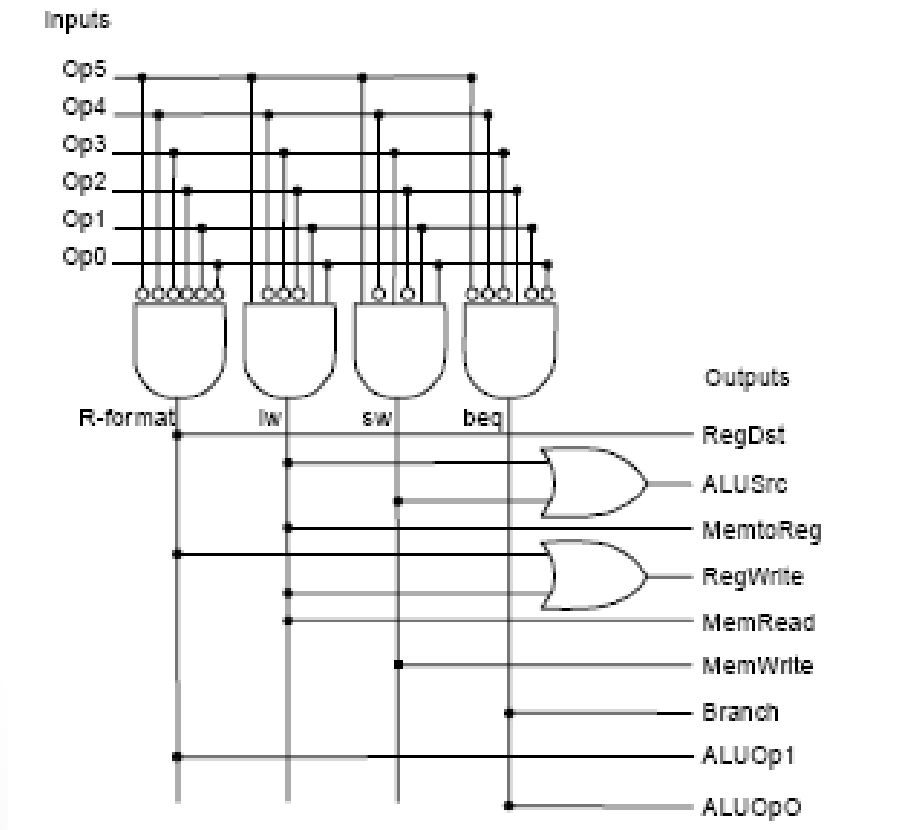 Inputs
Op5
Op4
Op3
Op2
Op1
Op0
Outputs
R-format lw sw beq
RegDst
ALUSrc
MemtoReg
RegWrite
MemRead
MemWrite
Branch
ALUOp1
ALUOpO